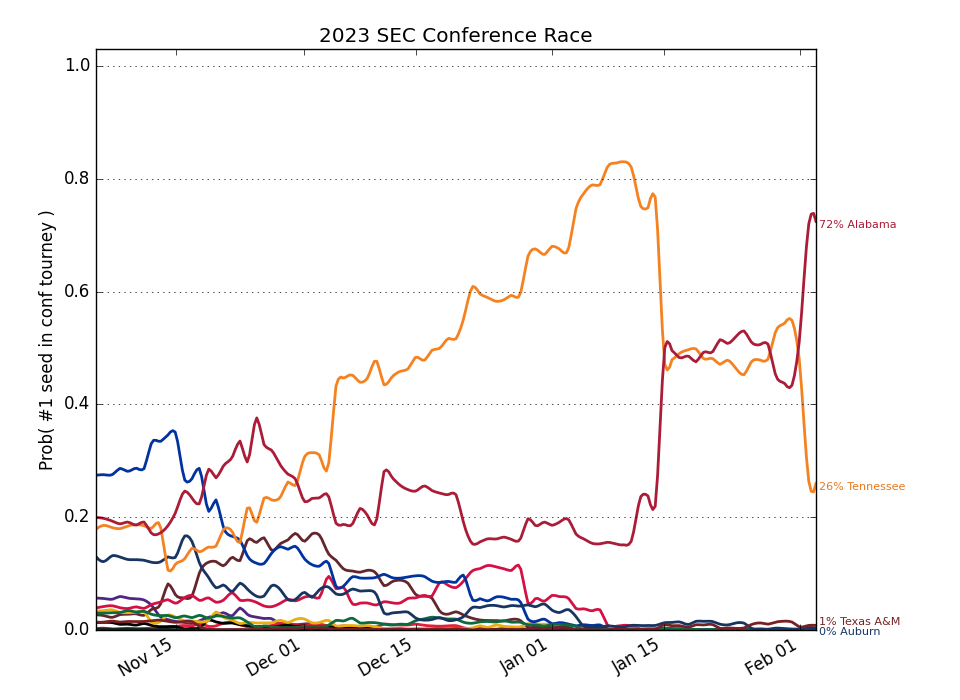 2023 SEC Conference Race
Prob( #1 seed in conf tourney )
1.0
0.8
0.6
0.4
0.2
0.0
72% Alabama
26% Tennessee
1% Texas A&M
0% Auburn
Nov 15
Dec 01
Dec 15
Jan 01
Jan 15
Feb 01